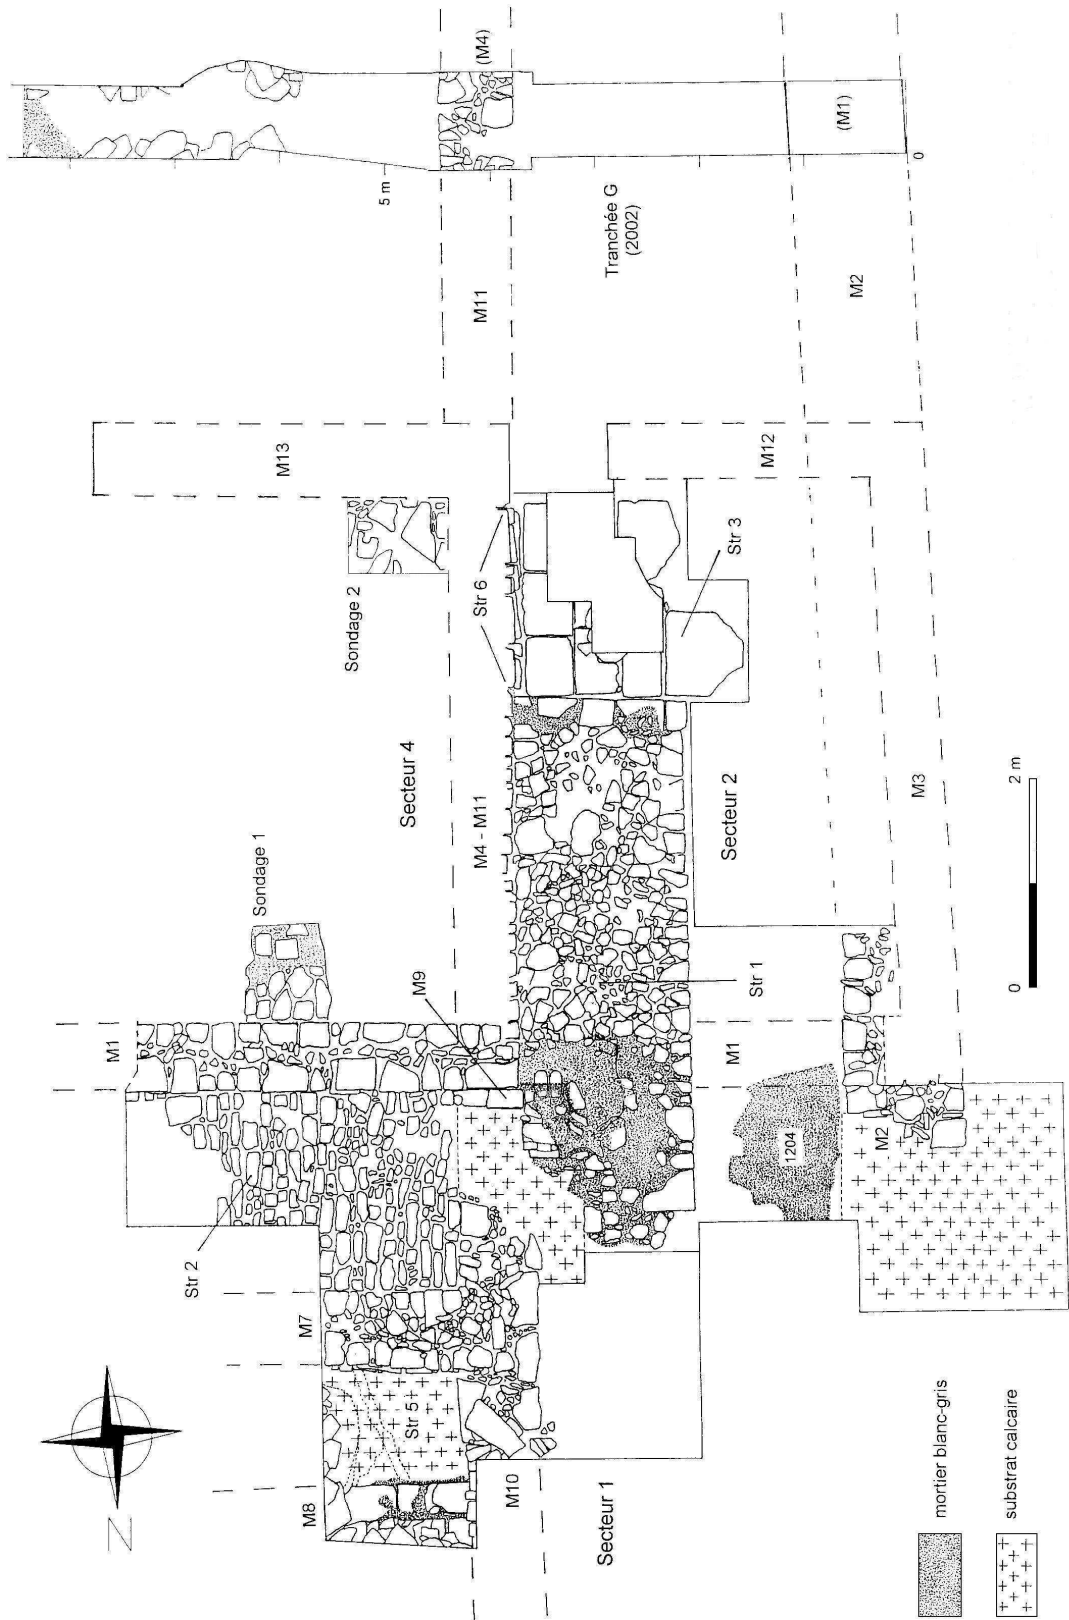 (M4)
(M1)
0
5 m
Tranchée G
(2002)
M11
M2
M13
M12
Sondage 2
Str 6
Str 3
Secteur 4
M4 - M11
Secteur 2
M3
2 m
0
Sondage 1
M9
Str 1
M1
M1
1204
M2
Str 2
M7
Str 5
M8
M10
Secteur 1
N
mortier blanc-gris
substrat calcaire